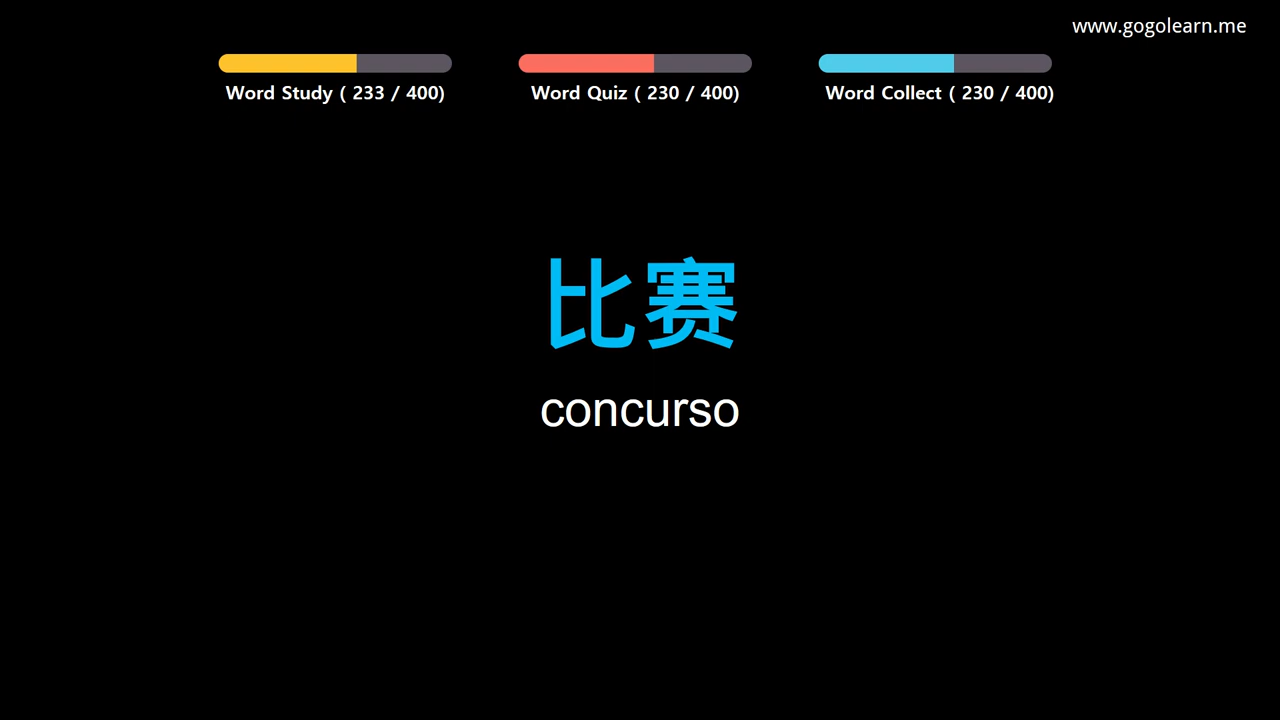 www.gogolearn.me
Word Study ( 233 / 400)
Word Quiz ( 230 / 400)
Word Collect ( 230 / 400)
比赛
concurso